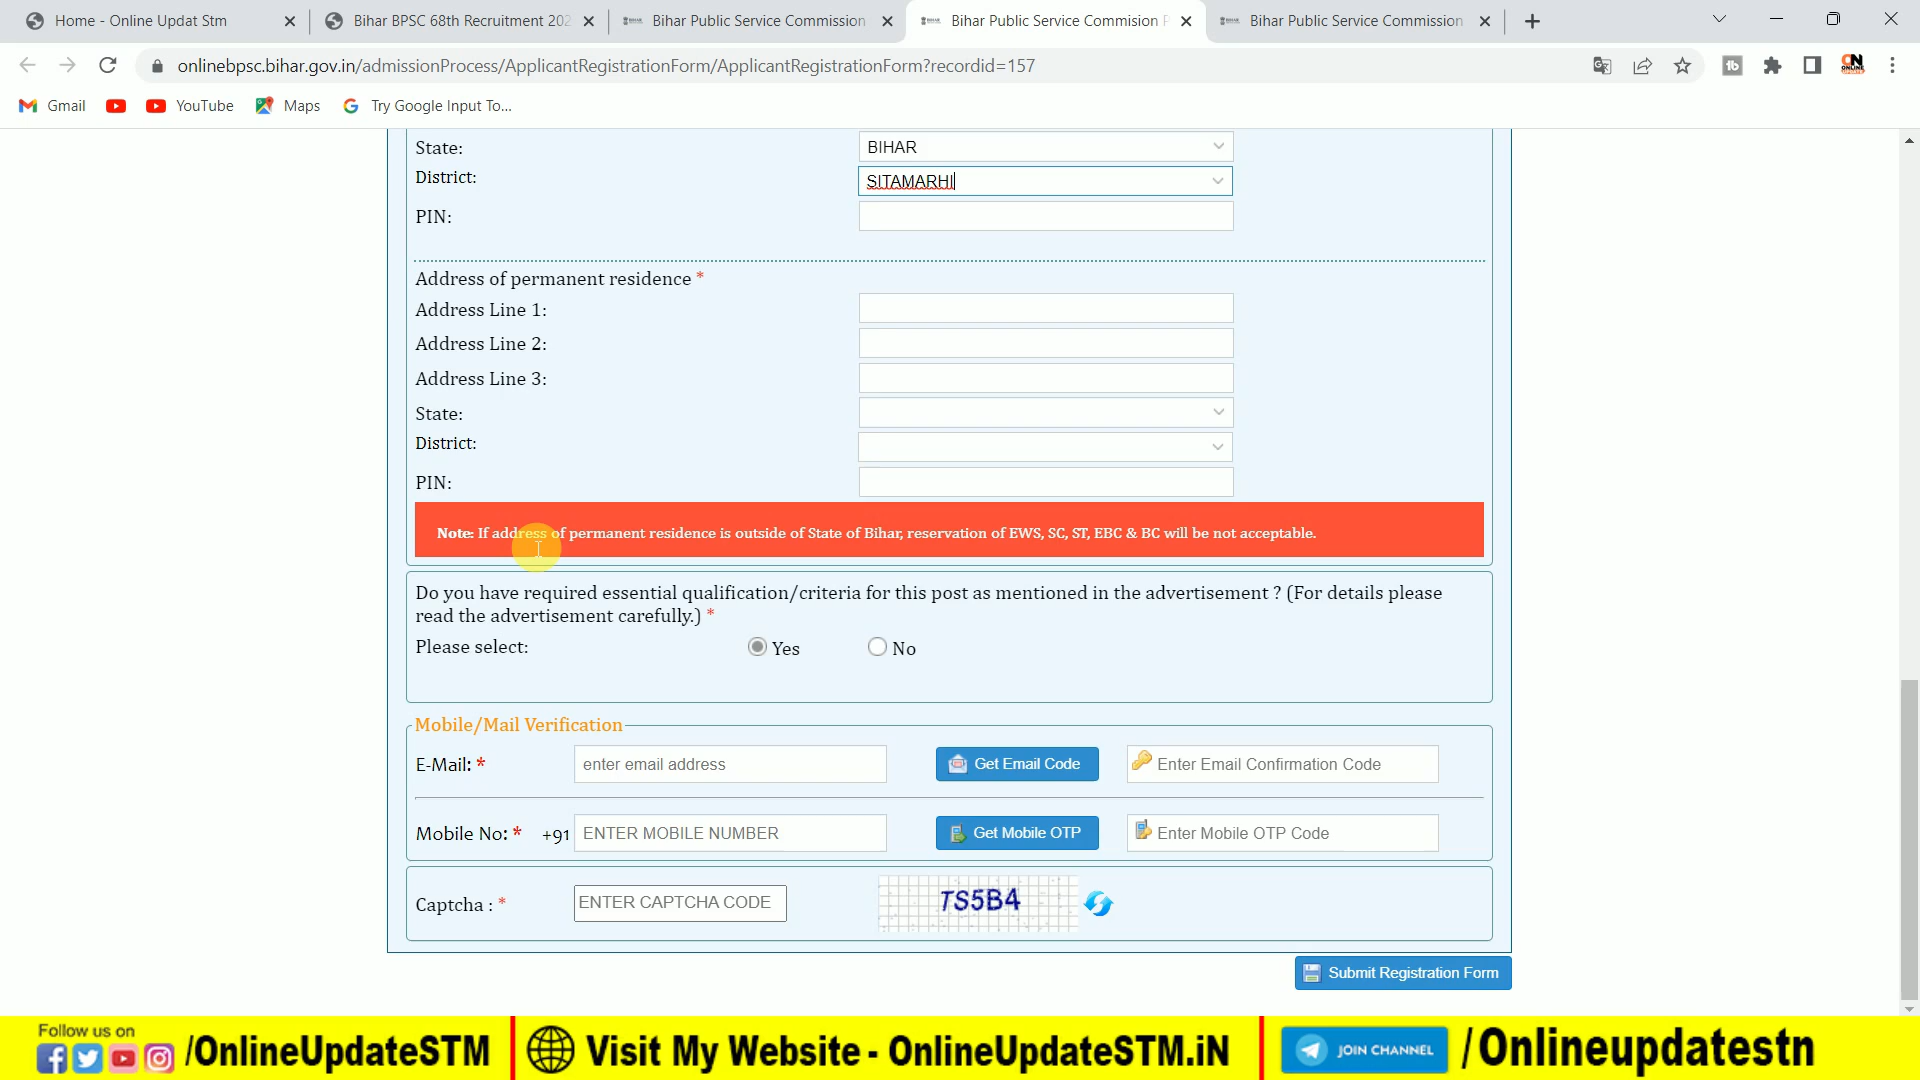 Home - Online Updat Stm
Bihar BPSC 68th Recruitment 202
Bihar Public Service Commission
Bihar Public Service Commision P
Bihar Public Service Commission
onlinebpsc.bihar.gov.in/admissionProcess/ApplicantRegistrationForm/ApplicantRegistrationForm?recordid=157
Gmail
YouTube
Maps
Try Google Input To...
State:
BIHAR
District:
SITAMARHI
PIN:
Address of permanent residence *
Address Line 1:
Address Line 2:
Address Line 3:
State:
District:
PIN:
Note: If address of permanent residence is outside of State of Bihar, reservation of EWS, SC, ST, EBC & BC will be not acceptable.
Do you have required essential qualification/criteria for this post as mentioned in the advertisement ? (For details please
read the advertisement carefully.) *
Please select:
Yes
No
Mobile/Mail Verification
E-Mail: *
enter email address
Get Email Code
Enter Email Confirmation Code
Mobile No: * +91
ENTER MOBILE NUMBER
Get Mobile OTP
Enter Mobile OTP Code
Captcha : *
ENTER CAPTCHA CODE
TS5B4
Submit Registration Form
Follow us on
/OnlineUpdateSTM
Visit My Website - OnlineUpdateSTM.iN
JOIN CHANNEL
/Onlineupdatestn